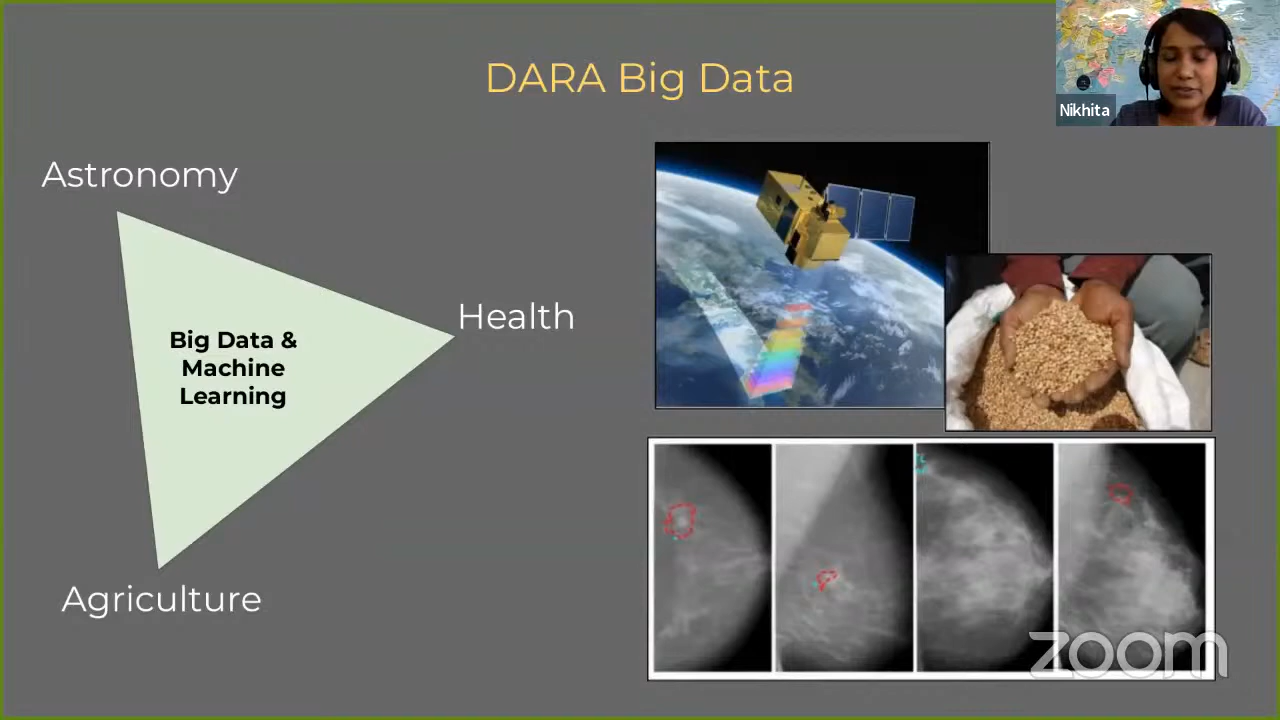 DARA Big Data
Nikhita
Astronomy
Health
Big Data &
Machine
Learning
Agriculture
zoom